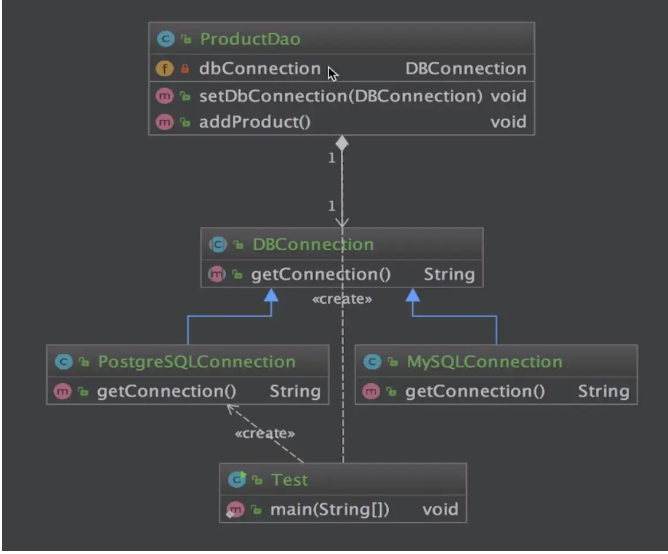 ProductDao
dbConnection DBConnection
setDbConnection(DBConnection) void
addProduct() void
1
1
DBConnection
getConnection() String
«create»
PostgreSQLConnection
getConnection() String
MySQLConnection
getConnection() String
«create»
Test
main(String[]) void